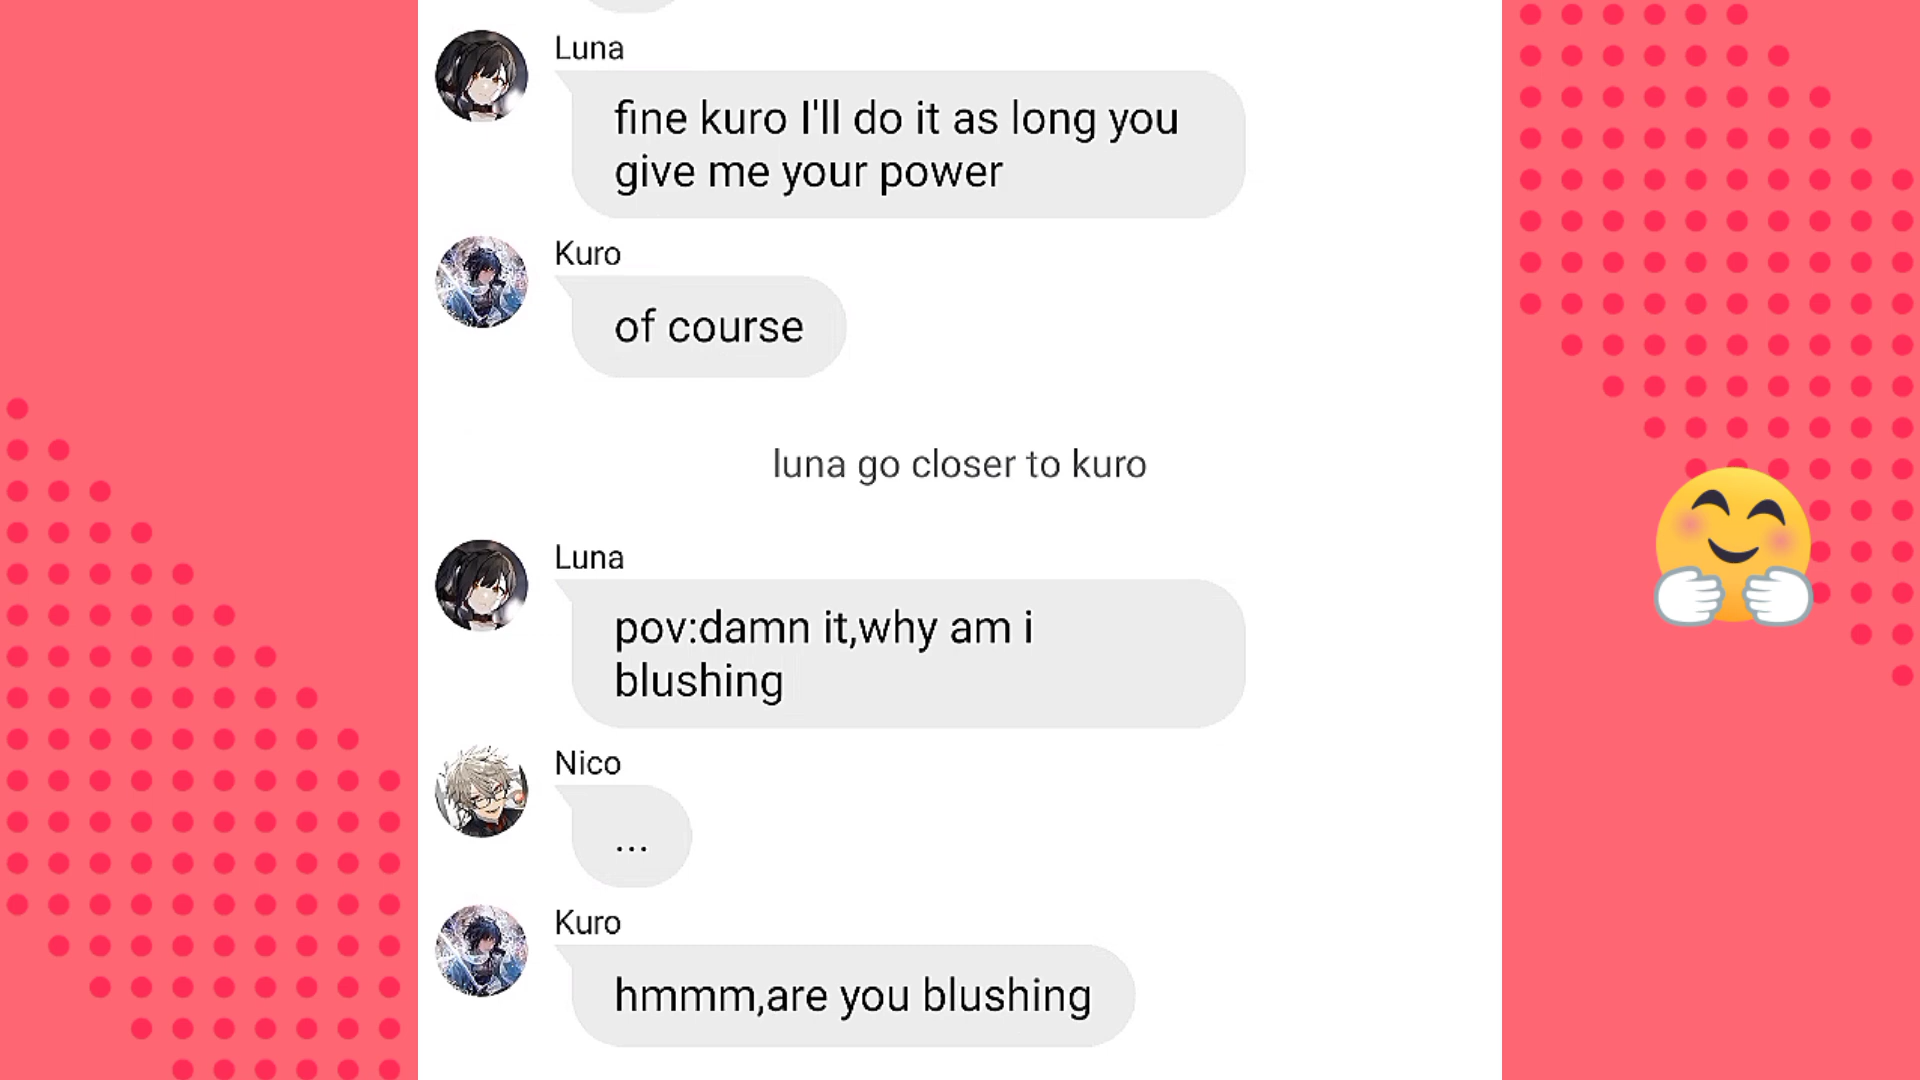 Luna
fine kuro I'll do it as long you
give me your power
Kuro
of course
luna go closer to kuro
Luna
pov:damn it,why am i
blushing
Nico
...
Kuro
hmmm,are you blushing